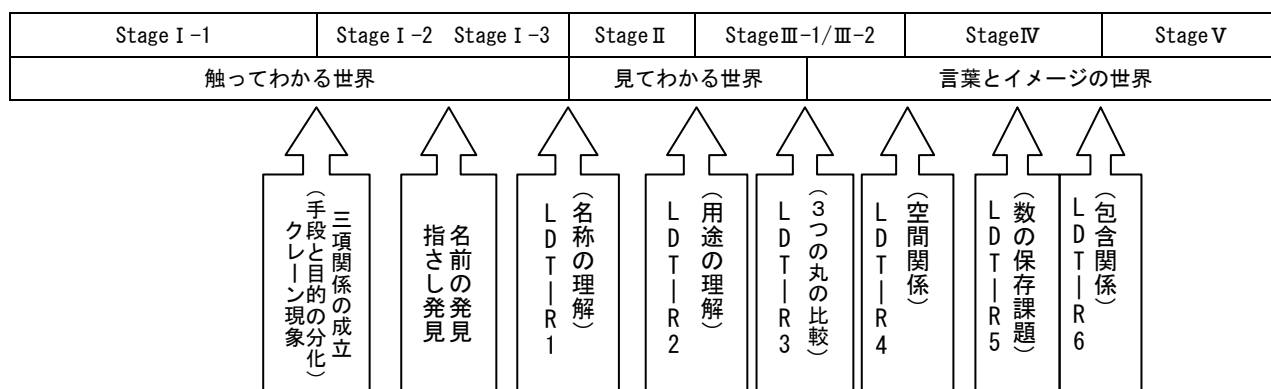 Stage Ⅰ-1
Stage Ⅰ-2 Stage Ⅰ-3
Stage Ⅱ
Stage Ⅲ-1/Ⅲ-2
Stage Ⅳ
Stage Ⅴ
触ってわかる世界
見てわかる世界
言葉とイメージの世界
三項関係の成立
(手段と目的の分化)
クレーン現象
名前の発見
指さし発見
(名称の理解)
LDT-R1
(用途の理解)
LDT-R2
(3つの丸の比較)
LDT-R3
(空間関係)
LDT-R4
(数の保存課題)
LDT-R5
(包含関係)
LDT-R6